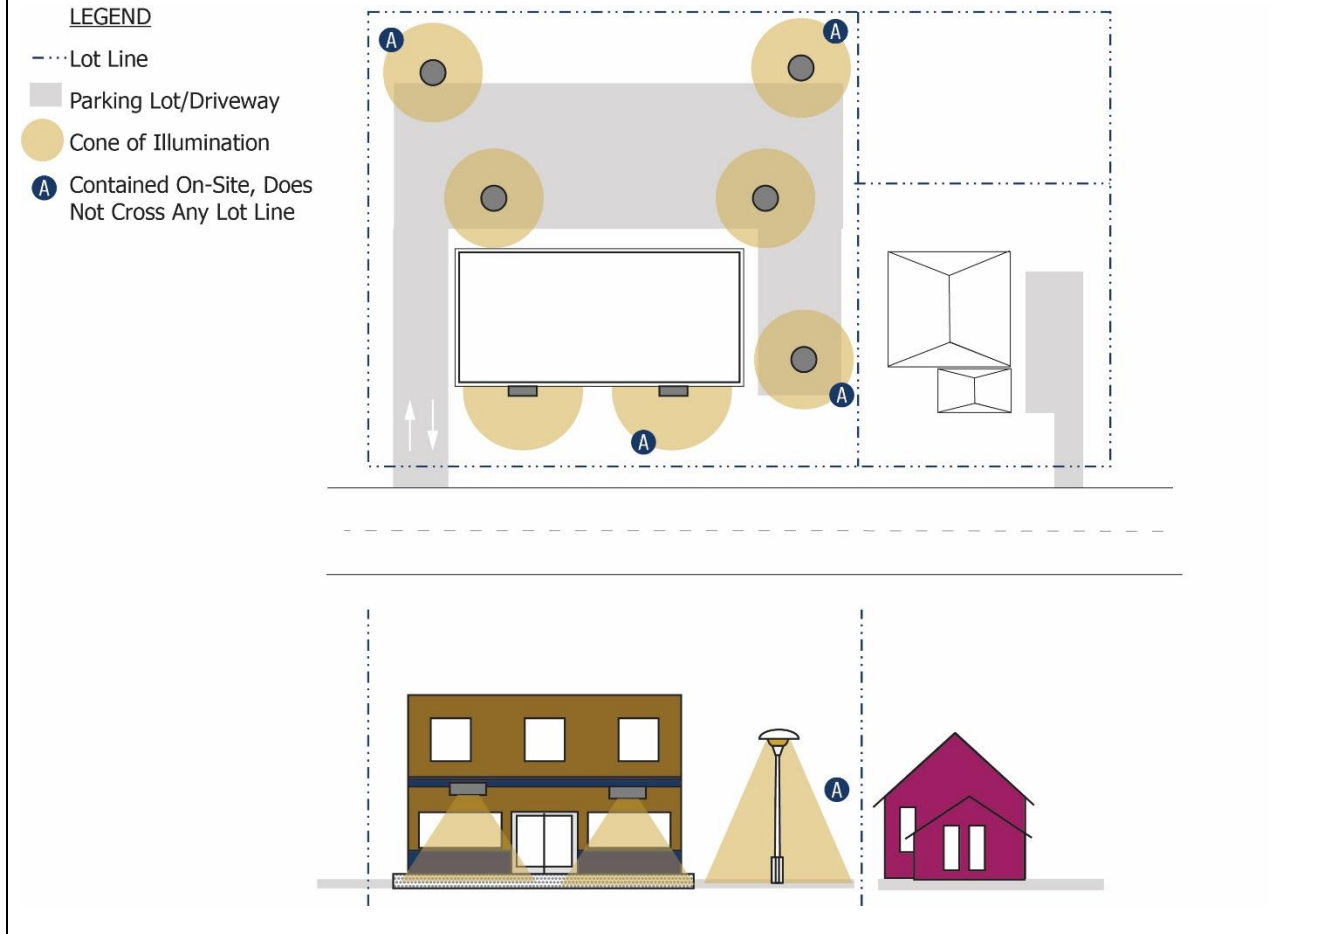 LEGEND
Lot Line
Parking Lot/Driveway
Cone of Illumination
A Contained On-Site, Does
Not Cross Any Lot Line
A
A
A
A
A